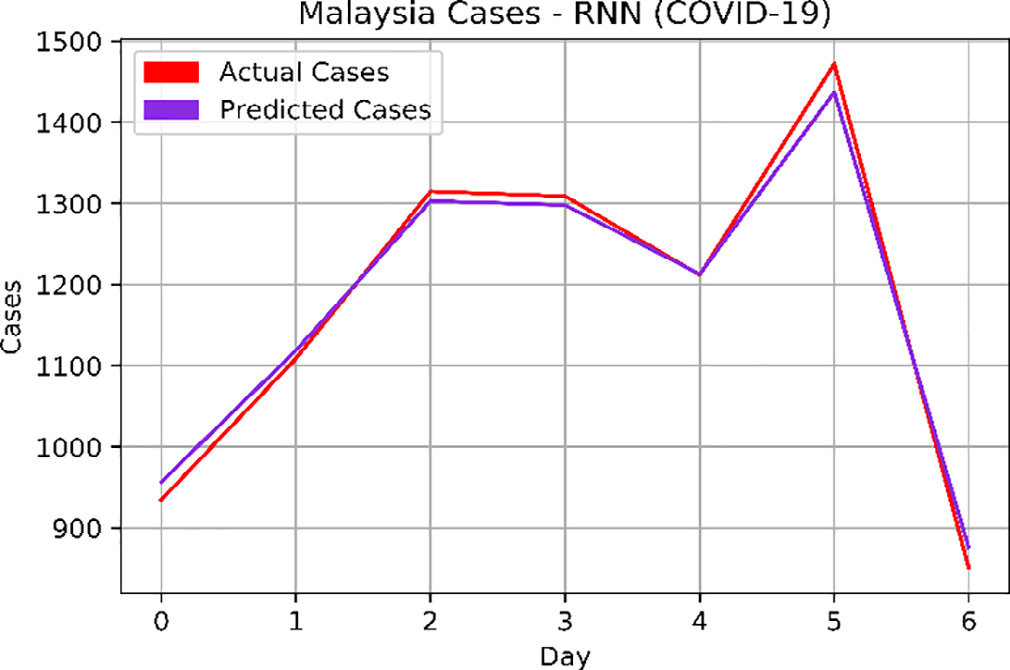 Malaysia Cases - RNN (COVID-19)
Actual Cases
Predicted Cases
1500
1400
1300
1200
1100
1000
900
Cases
0 1 2 3 4 5 6
Day